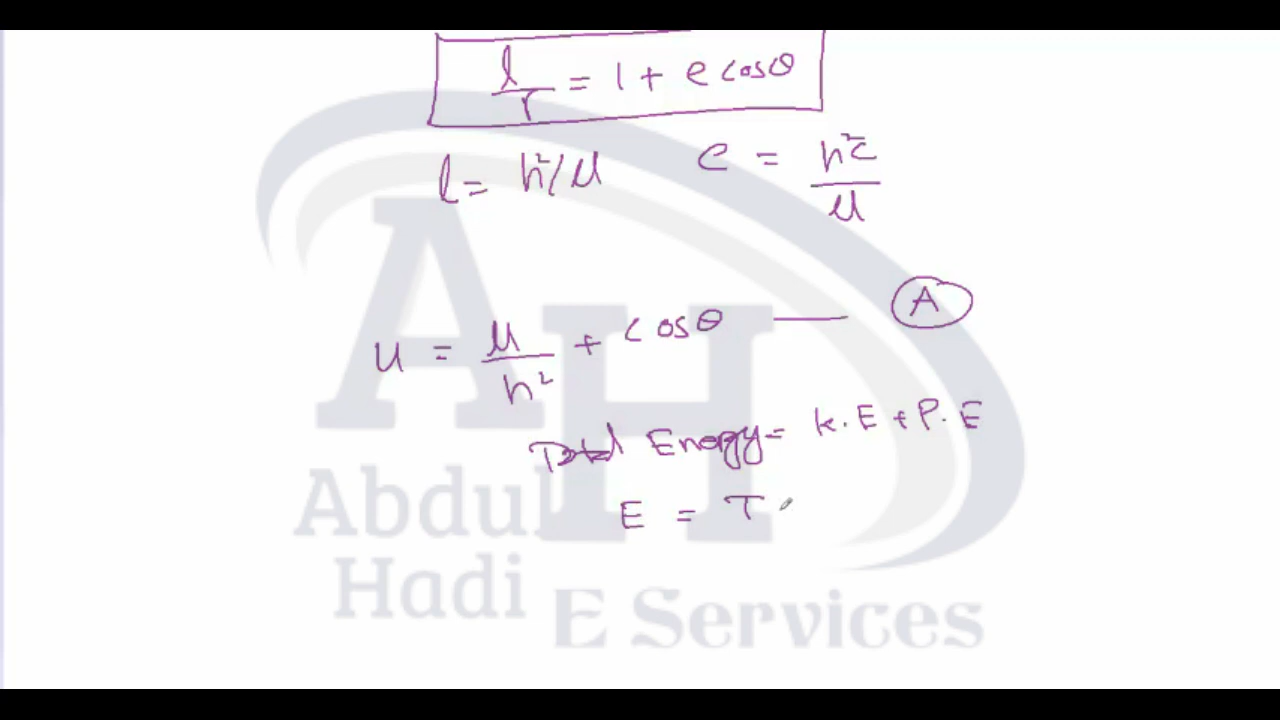 l/r = 1 + e cosθ
l = h²/μ e = h²c/μ
u = μ/h² + cosθ — A
Total Energy = k.E + P.E
E = T
AH
Abdul
Hadi
E Services